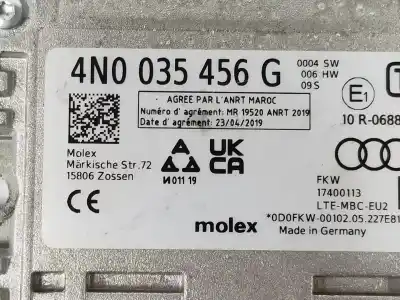 4N0 035 456 G
0004 SW
006 HW
09S
E1
AGREE PAR L'ANRT MAROC
Numéro d'agrément: MR 19520 ANRT 2019
Date d'agrément: 23/04/2019
10 R-0688
Molex
Märkische Str.72
15806 Zossen
UK
CA
И01119
CE
FKW
17400113
LTE-MBC-EU2
*0D0FKW-00102.05.227E81
molex
Made in Germany